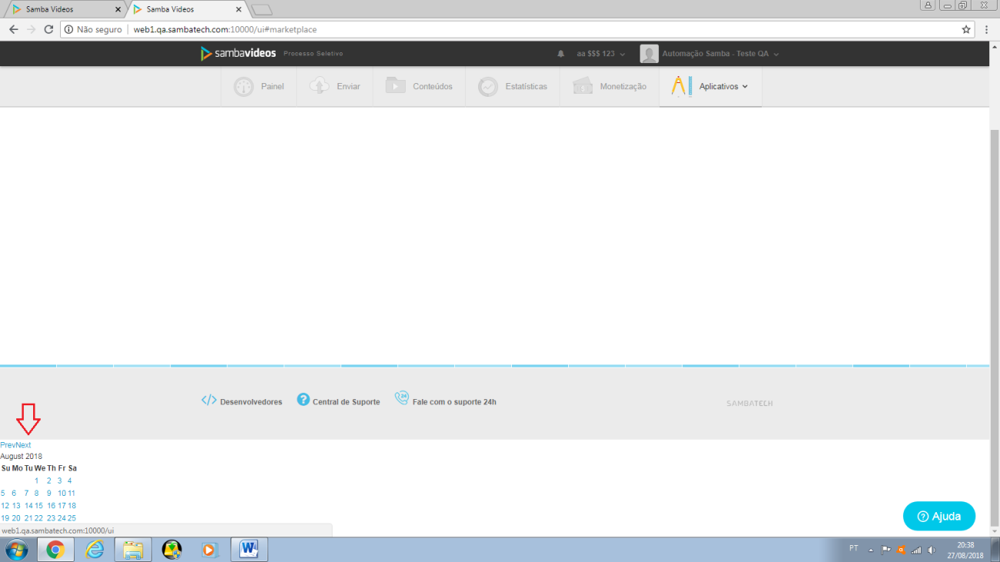 Samba Videos
Samba Videos
Não seguro | web1.qa.sambatech.com:10000/ui#marketplace
sambavideos Processo Seletivo
aa $$$ 123
Automação Samba - Teste QA
Painel
Enviar
Conteúdos
Estatísticas
Monetização
Aplicativos
</> Desenvolvedores
? Central de Suporte
24 Fale com o suporte 24h
SAMBATECH
PrevNext
August 2018
Su Mo Tu We Th Fr Sa
1 2 3 4
5 6 7 8 9 10 11
12 13 14 15 16 17 18
19 20 21 22 23 24 25
web1.qa.sambatech.com:10000/ui
? Ajuda
PT
20:38
27/08/2018